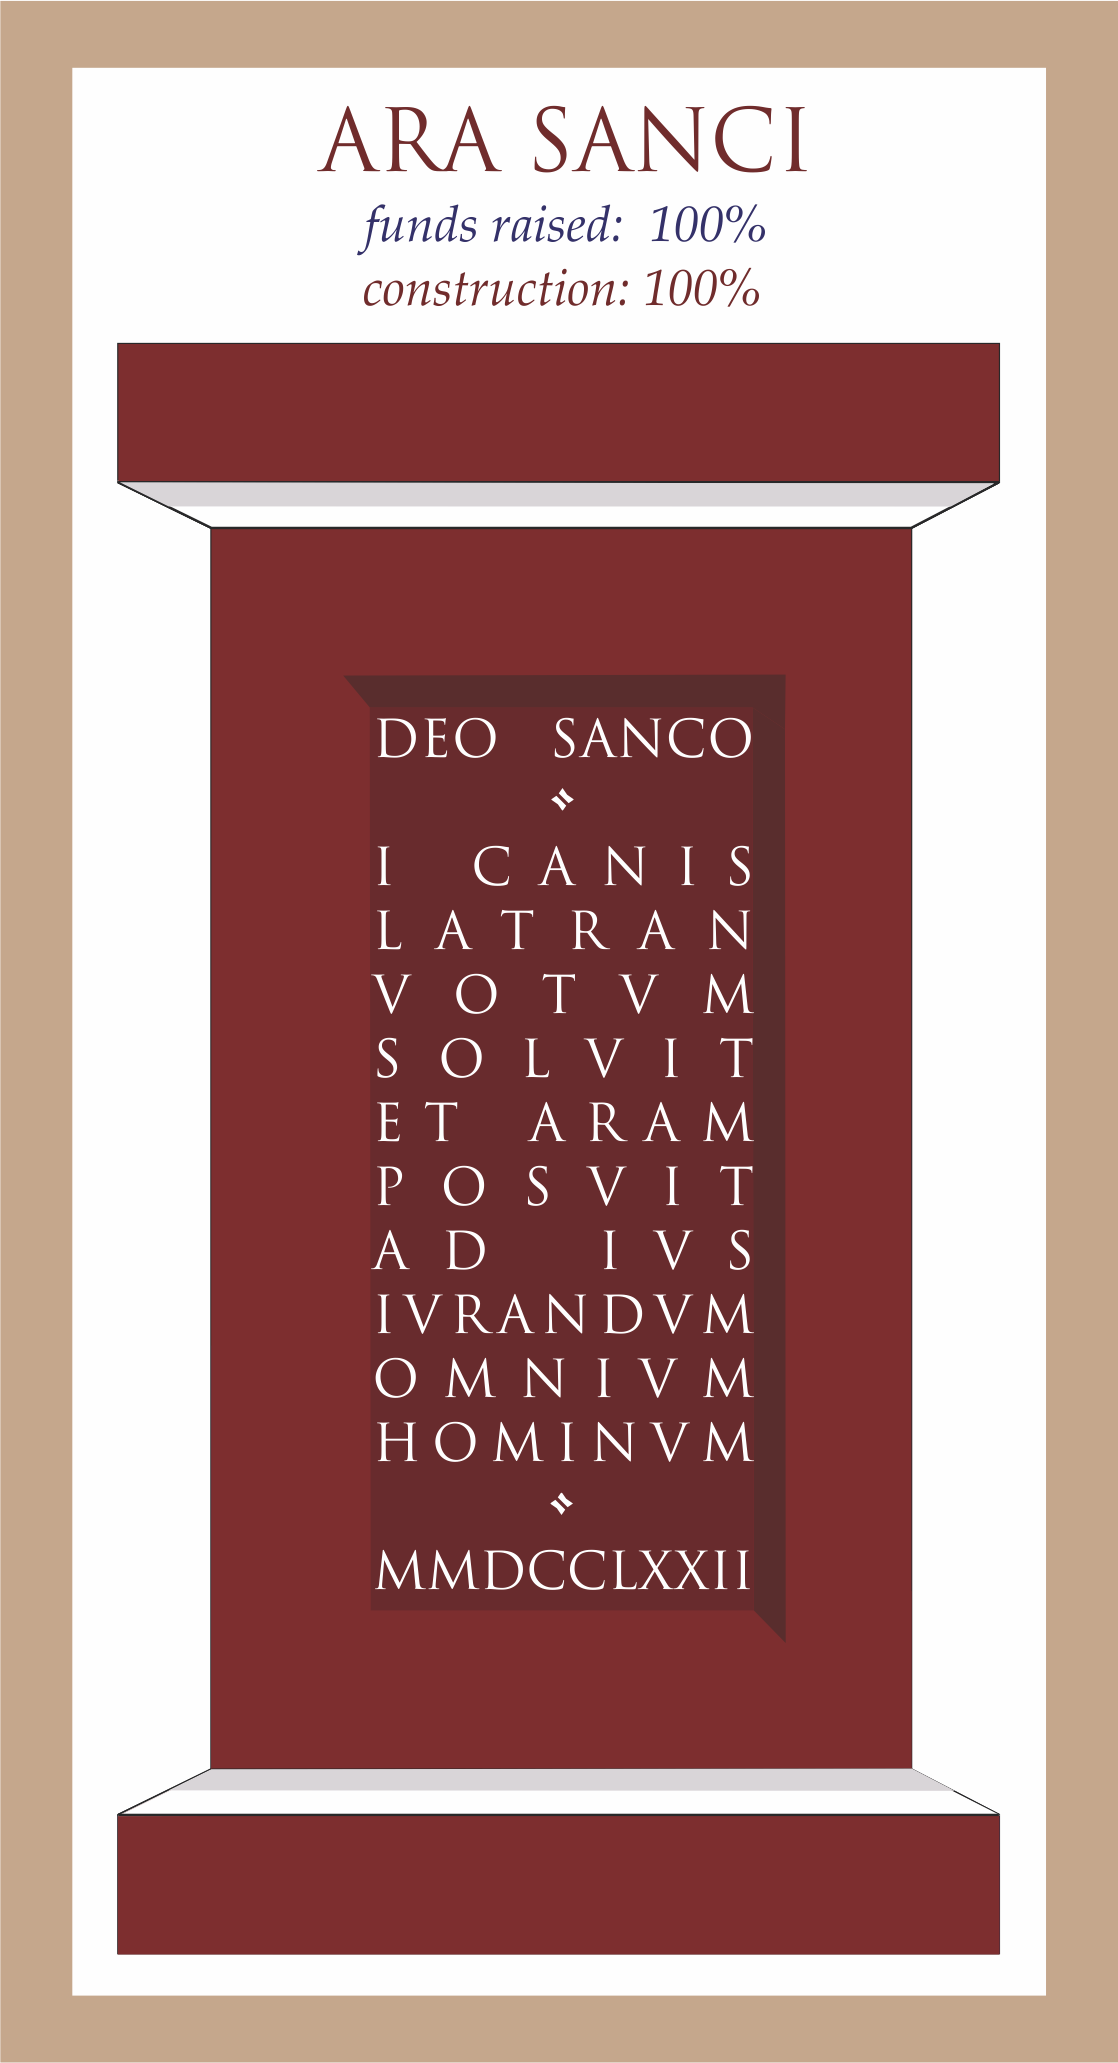 ARA SANCI
funds raised: 100%
construction: 100%
DEO SANCO
I CANIS
LATRAN
VOTVM
SOLVIT
ET ARAM
POSVIT
AD IVS
IVRANDVM
OMNIVM
HOMINVM
MMDCCLXXII